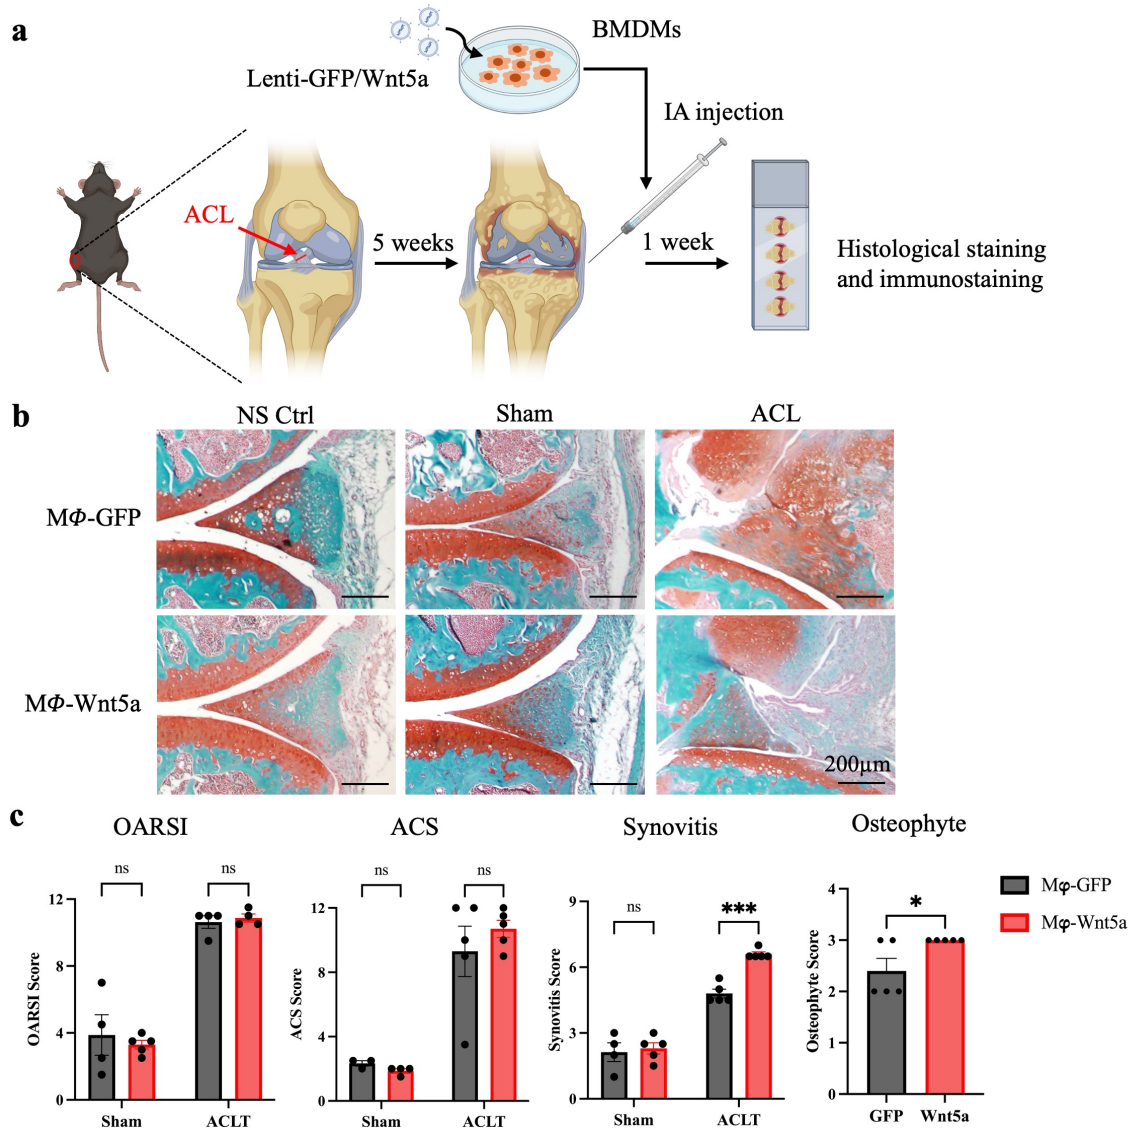 a
BMDMs
Lenti-GFP/Wnt5a
IA injection
ACL
5 weeks
1 week
Histological staining
and immunostaining
b
NS Ctrl
Sham
ACL
MΦ-GFP
MΦ-Wnt5a
200μm
c
OARSI
ACS
Synovitis
Osteophyte
OARSI Score
12
8
4
0
ns
ns
Sham
ACLT
ACS Score
12
8
4
0
ns
ns
Sham
ACLT
Synovitis Score
9
6
3
0
ns
***
Sham
ACLT
Osteophyte Score
4
3
2
1
0
*
GFP
Wnt5a
Mφ-GFP
Mφ-Wnt5a